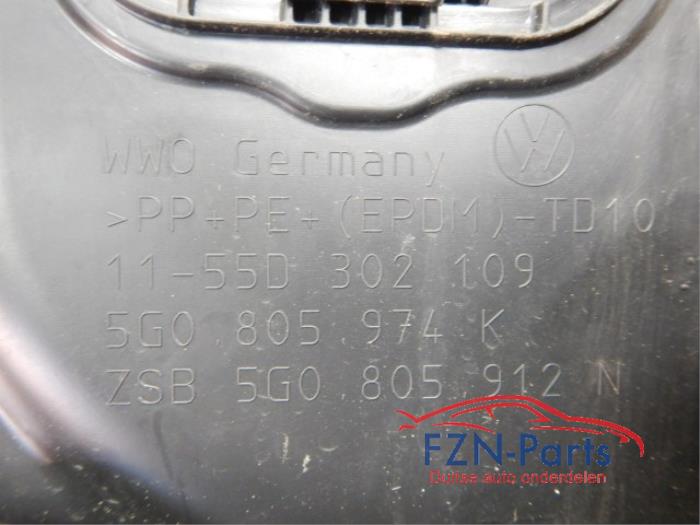 WWO Germany VW
>PP+PE+(EPDM)-TD10
11-55D 302 109
5G0 805 974 K
ZSB 5G0 805 912 N
FZN-Parts
Duitse auto onderdelen